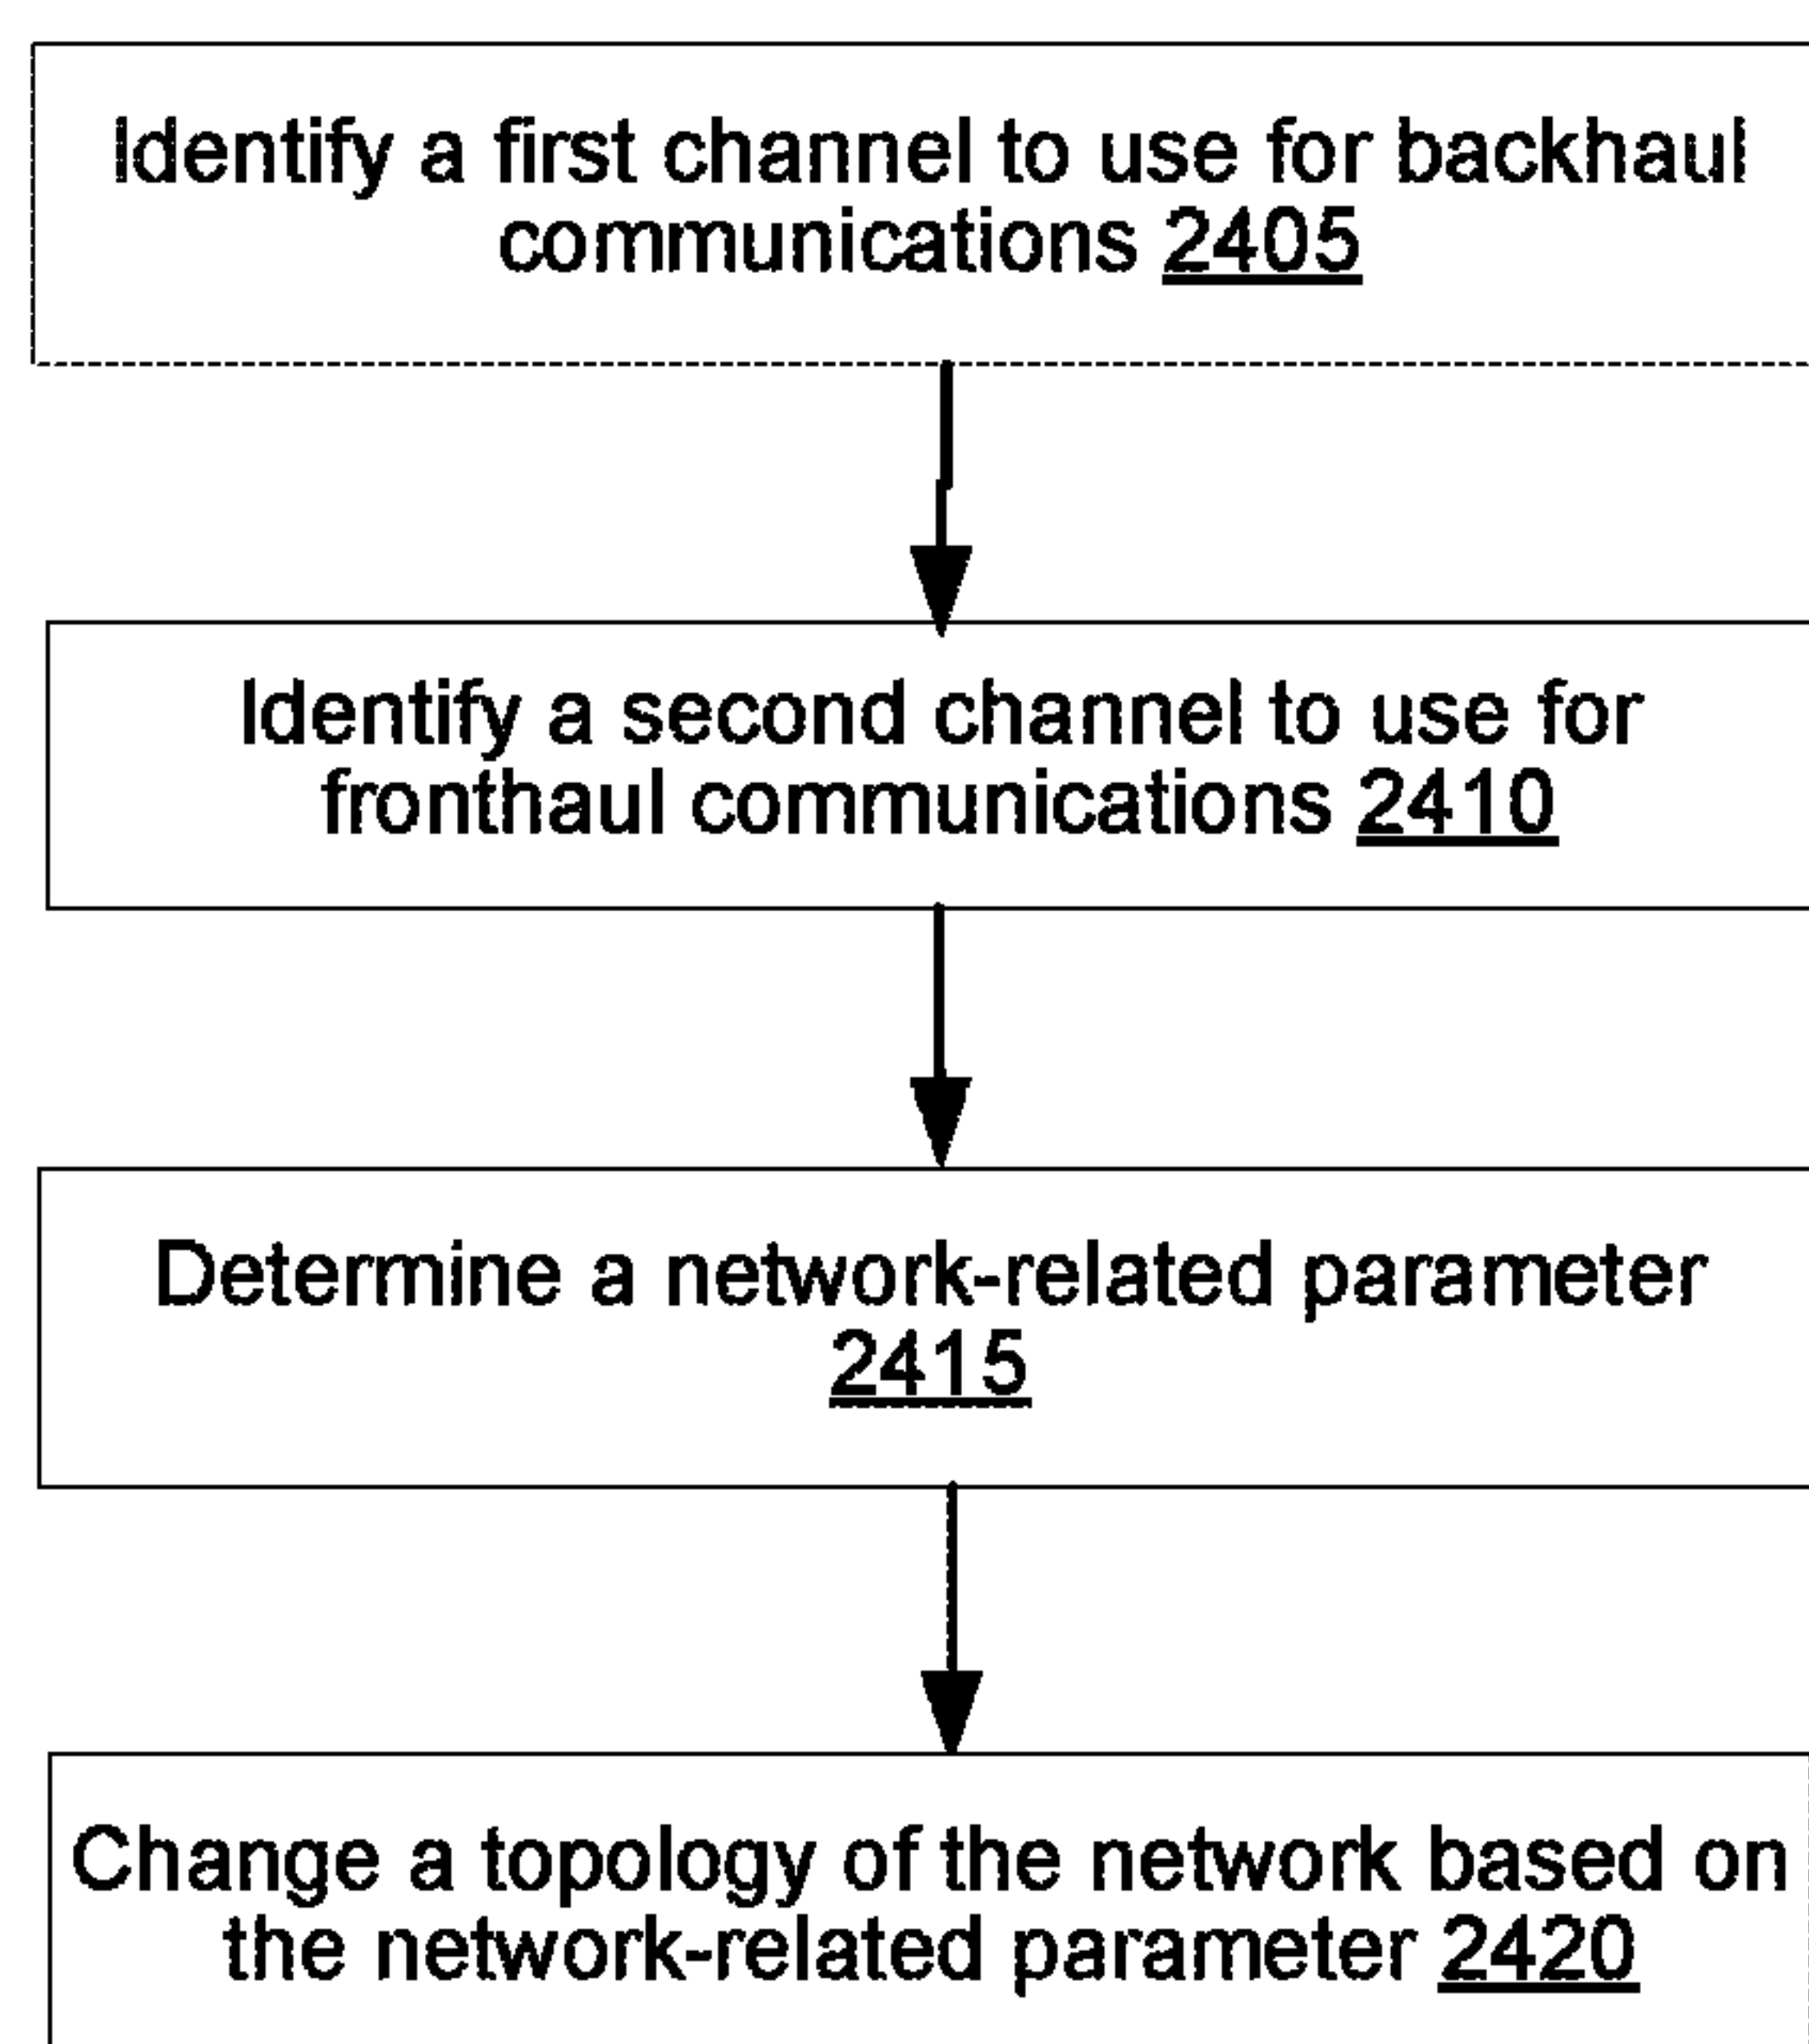 Identify a first channel to use for backhaul
communications 2405
Identify a second channel to use for
fronthaul communications 2410
Determine a network-related parameter
2415
Change a topology of the network based on
the network-related parameter 2420